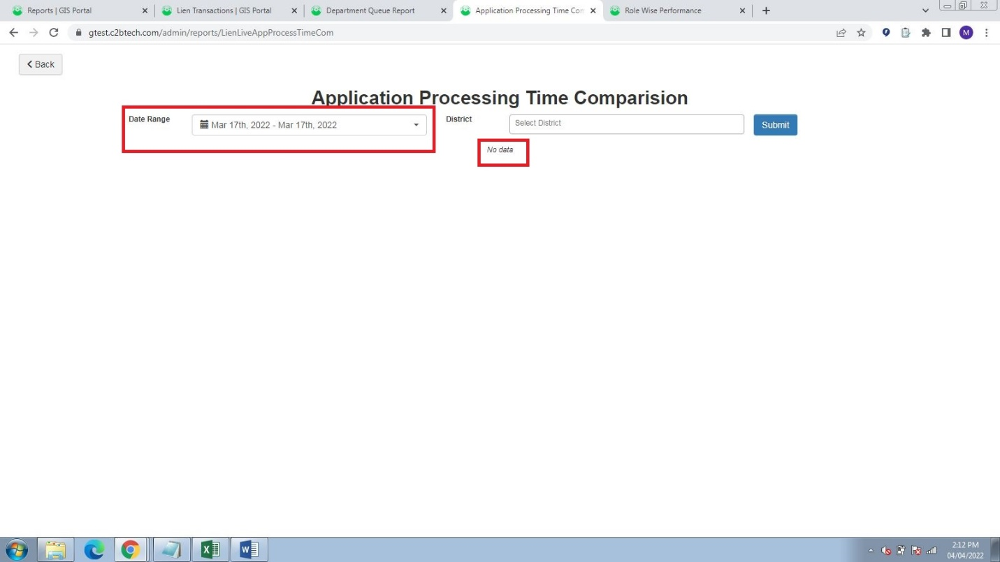 Reports | GIS Portal
Lien Transactions | GIS Portal
Department Queue Report
Application Processing Time Con
Role Wise Performance
gtest.c2btech.com/admin/reports/LienLiveAppProcessTimeCom
M
Back
Application Processing Time Comparision
Date Range
Mar 17th, 2022 - Mar 17th, 2022
District
Select District
Submit
No data
2:12 PM
04/04/2022